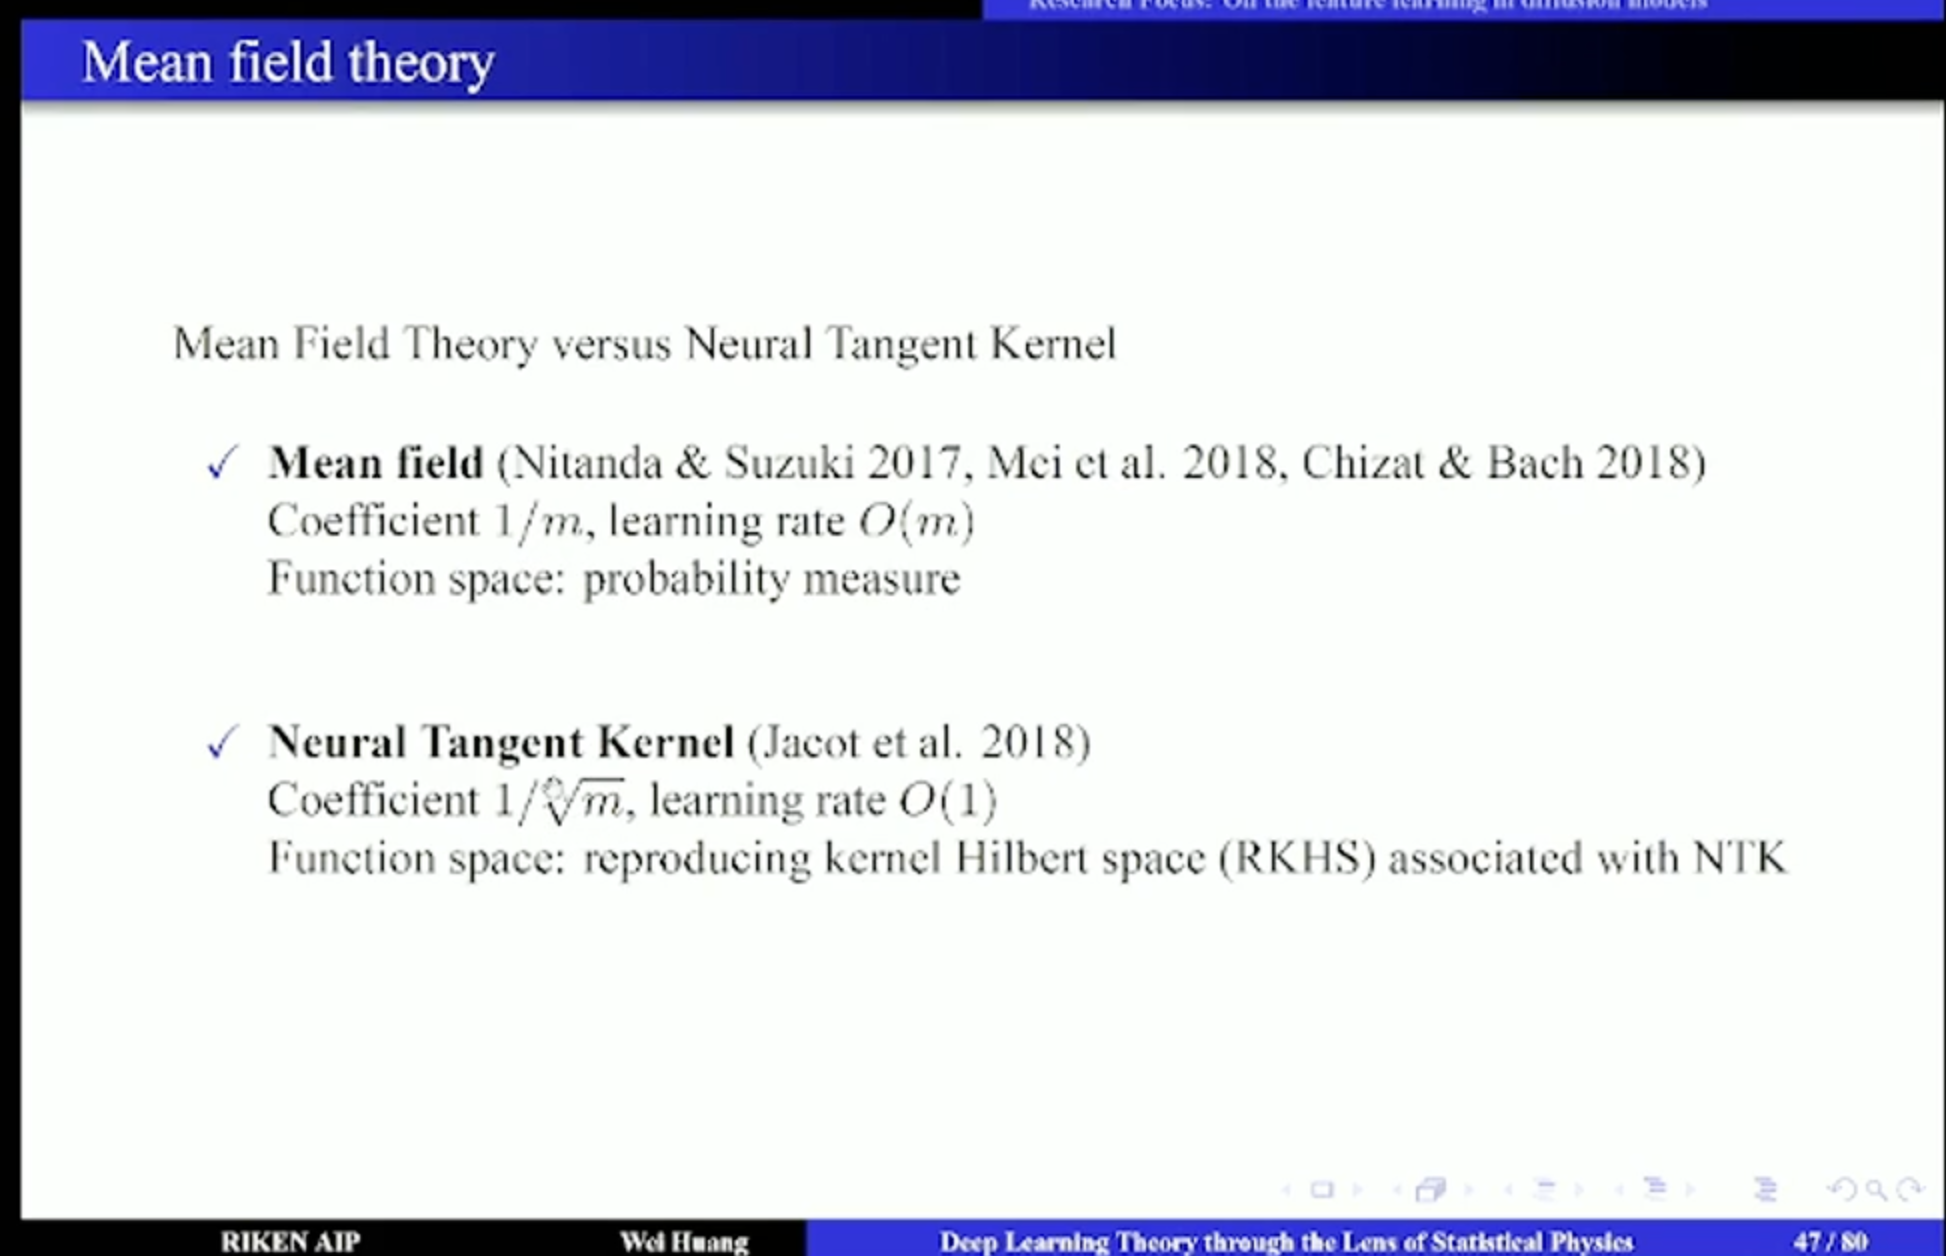 Research Focus: On the feature learning in diffusion models
Mean field theory
Mean Field Theory versus Neural Tangent Kernel
✓ Mean field (Nitanda & Suzuki 2017, Mei et al. 2018, Chizat & Bach 2018)
Coefficient 1/m, learning rate O(m)
Function space: probability measure
✓ Neural Tangent Kernel (Jacot et al. 2018)
Coefficient 1/√m, learning rate O(1)
Function space: reproducing kernel Hilbert space (RKHS) associated with NTK
RIKEN AIP Wei Huang Deep Learning Theory through the Lens of Statistical Physics 47 / 80